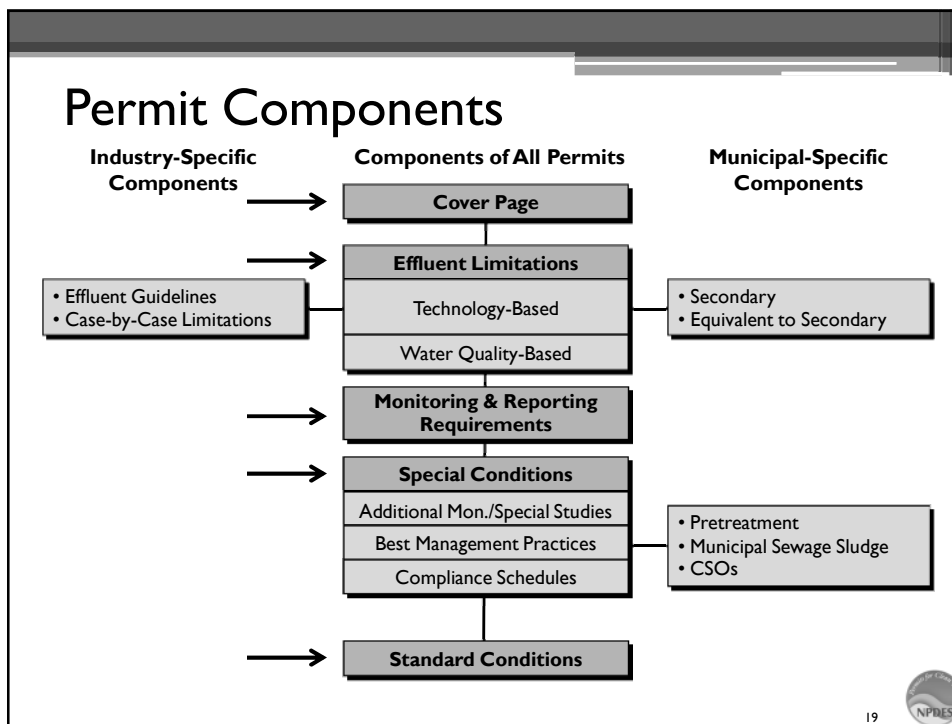 Permit Components
Industry-Specific
Components
Components of All Permits
Municipal-Specific
Components
Cover Page
Effluent Limitations
• Effluent Guidelines
• Case-by-Case Limitations
Technology-Based
• Secondary
• Equivalent to Secondary
Water Quality-Based
Monitoring & Reporting
Requirements
Special Conditions
Additional Mon./Special Studies
Best Management Practices
Compliance Schedules
• Pretreatment
• Municipal Sewage Sludge
• CSOs
Standard Conditions
19
NPDES